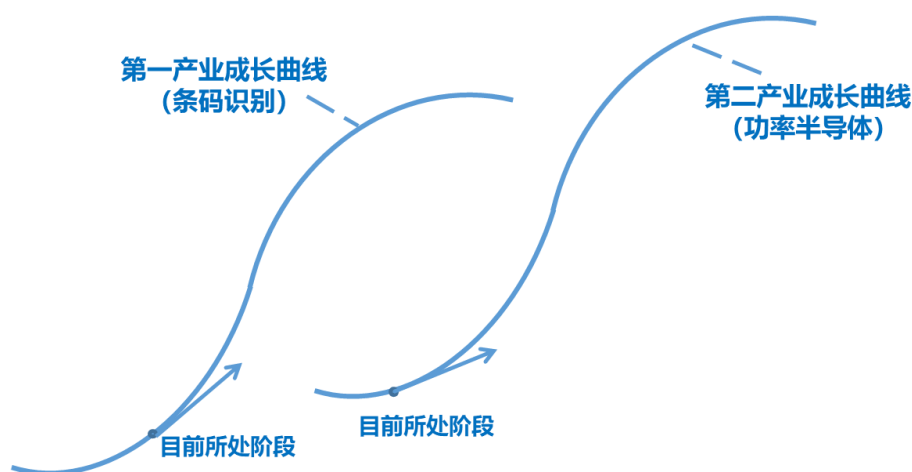 第一产业成长曲线
（条码识别）
第二产业成长曲线
（功率半导体）
目前所处阶段
目前所处阶段